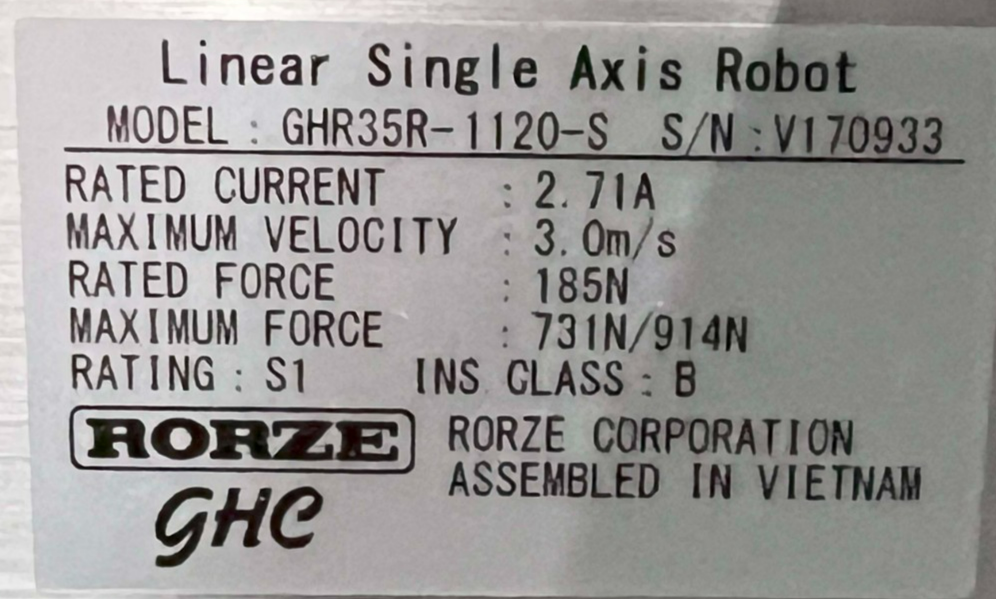 Linear Single Axis Robot
MODEL : GHR35R-1120-S S/N : V170933
RATED CURRENT : 2.71A
MAXIMUM VELOCITY : 3.0m/s
RATED FORCE : 185N
MAXIMUM FORCE : 731N/914N
RATING : S1 INS CLASS : B
RORZE
RORZE CORPORATION
ASSEMBLED IN VIETNAM
GHC